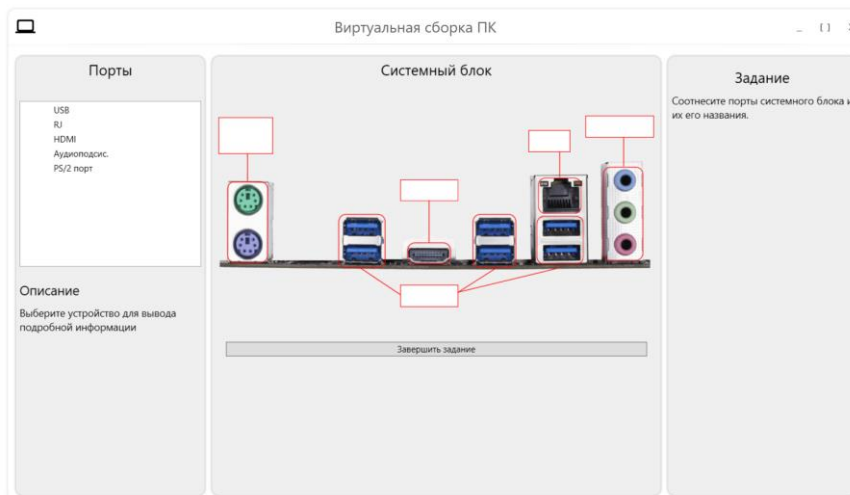 Виртуальная сборка ПК
Порты
USB
RJ
HDMI
Аудиоподсис.
PS/2 порт
Описание
Выберите устройство для вывода
подробной информации
Системный блок
Завершить задание
Задание
Соотнесите порты системного блока и
их его названия.